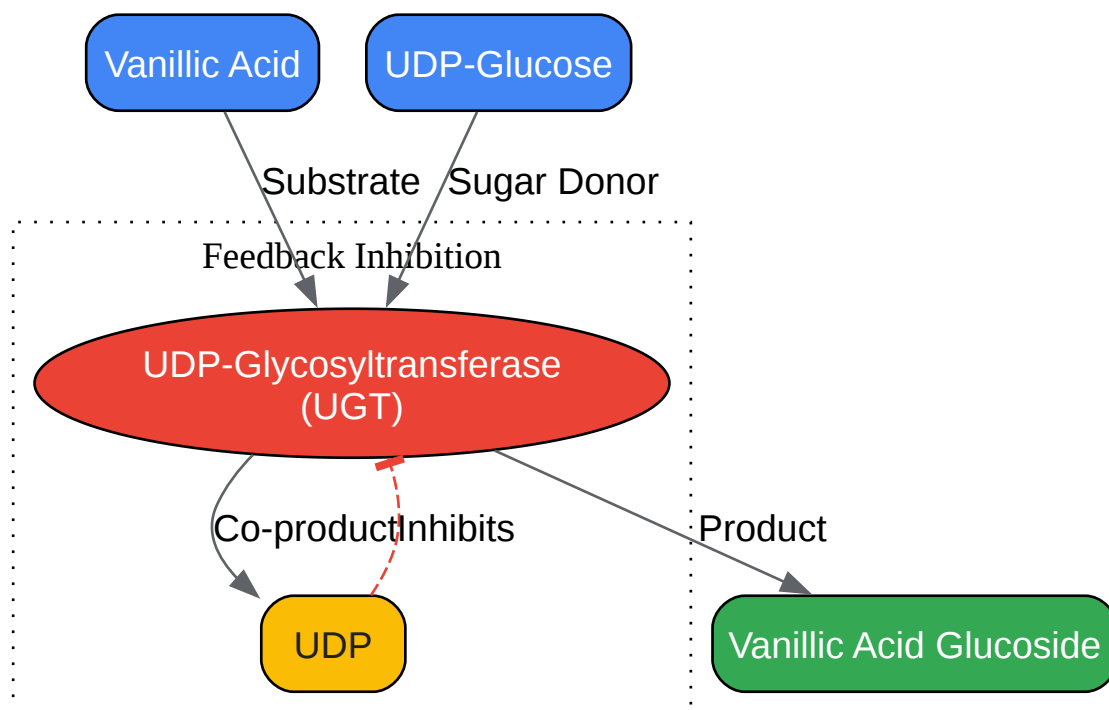 Vanillic Acid
UDP-Glucose
Substrate
Sugar Donor
Feedback Inhibition
UDP-Glycosyltransferase
(UGT)
Co-product
Inhibits
Product
UDP
Vanillic Acid Glucoside